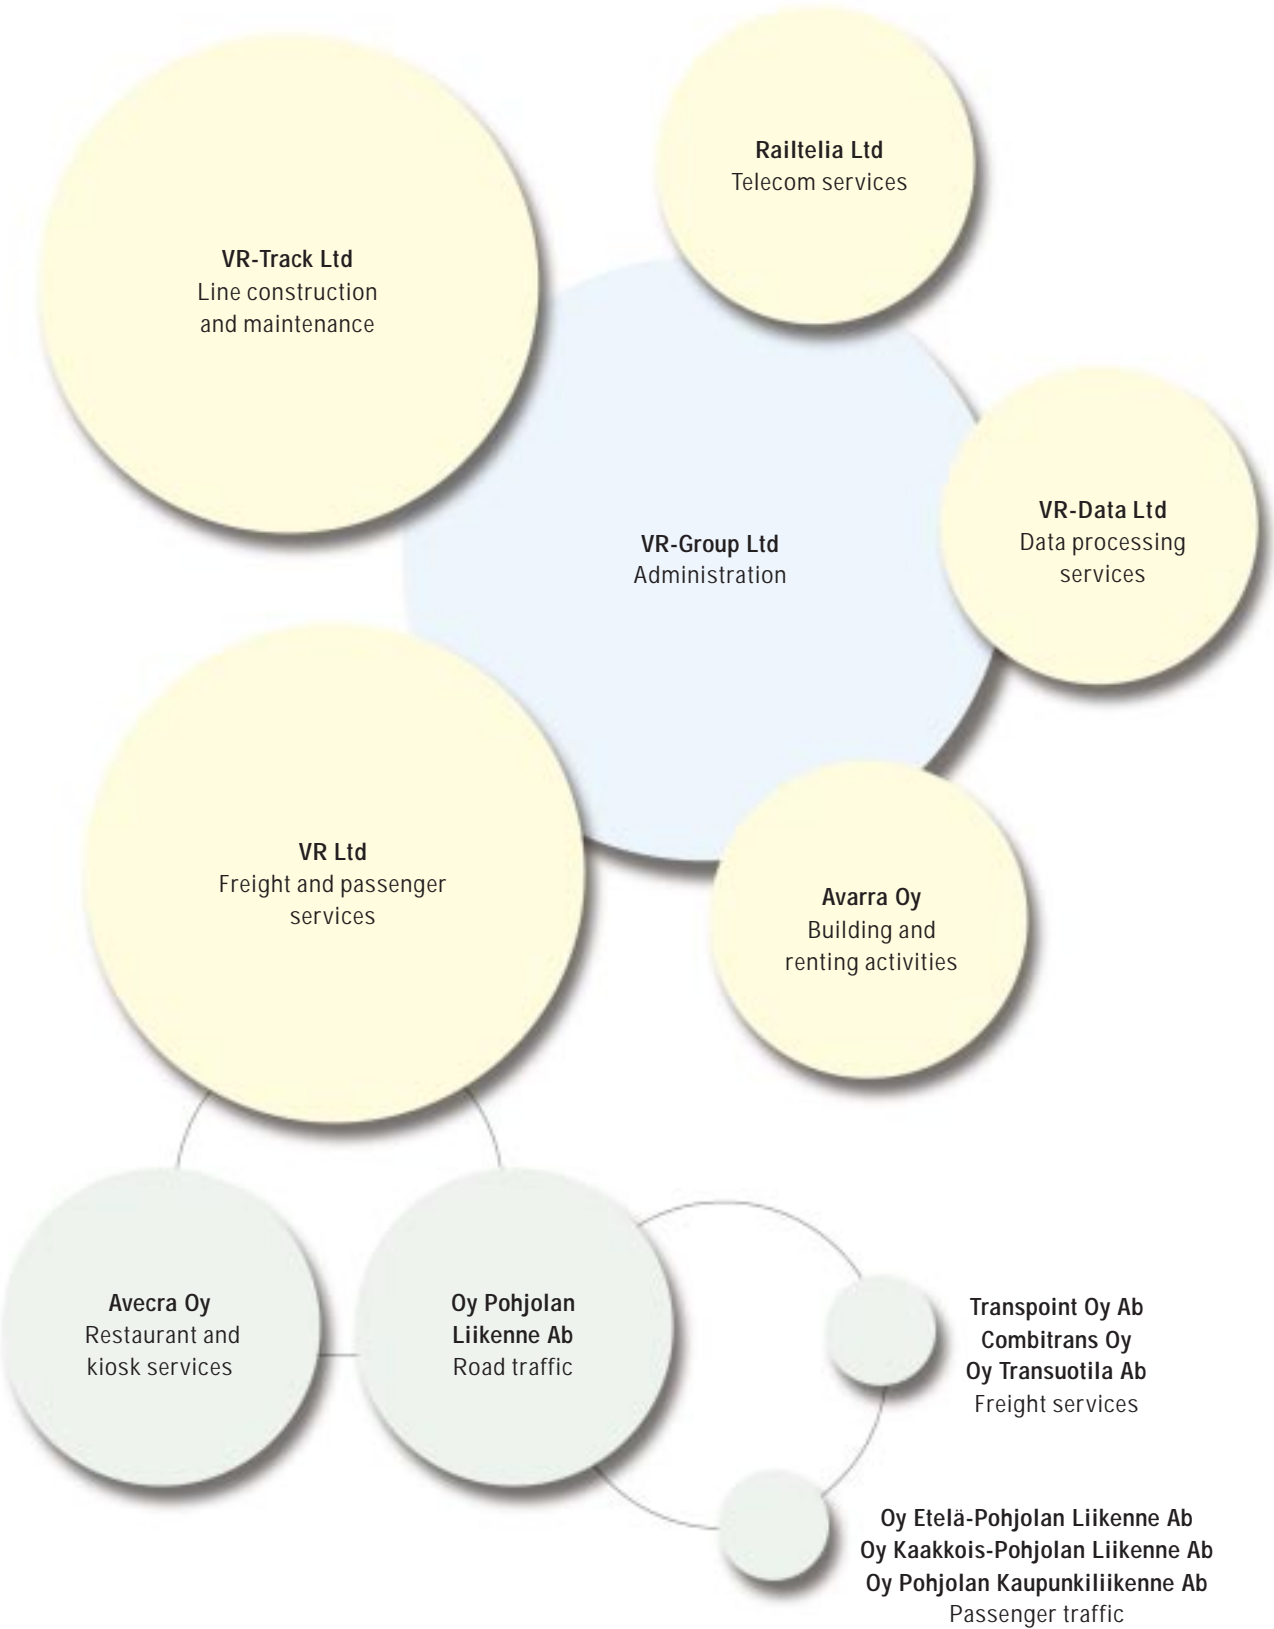 Railtelia Ltd
Telecom services
VR-Track Ltd
Line construction
and maintenance
VR-Data Ltd
Data processing
services
VR-Group Ltd
Administration
VR Ltd
Freight and passenger
services
Avarra Oy
Building and
renting activities
Avecra Oy
Restaurant and
kiosk services
Oy Pohjolan
Liikenne Ab
Road traffic
Transpoint Oy Ab
Combitrans Oy
Oy Transuotila Ab
Freight services
Oy Etelä-Pohjolan Liikenne Ab
Oy Kaakkois-Pohjolan Liikenne Ab
Oy Pohjolan Kaupunkiliikenne Ab
Passenger traffic